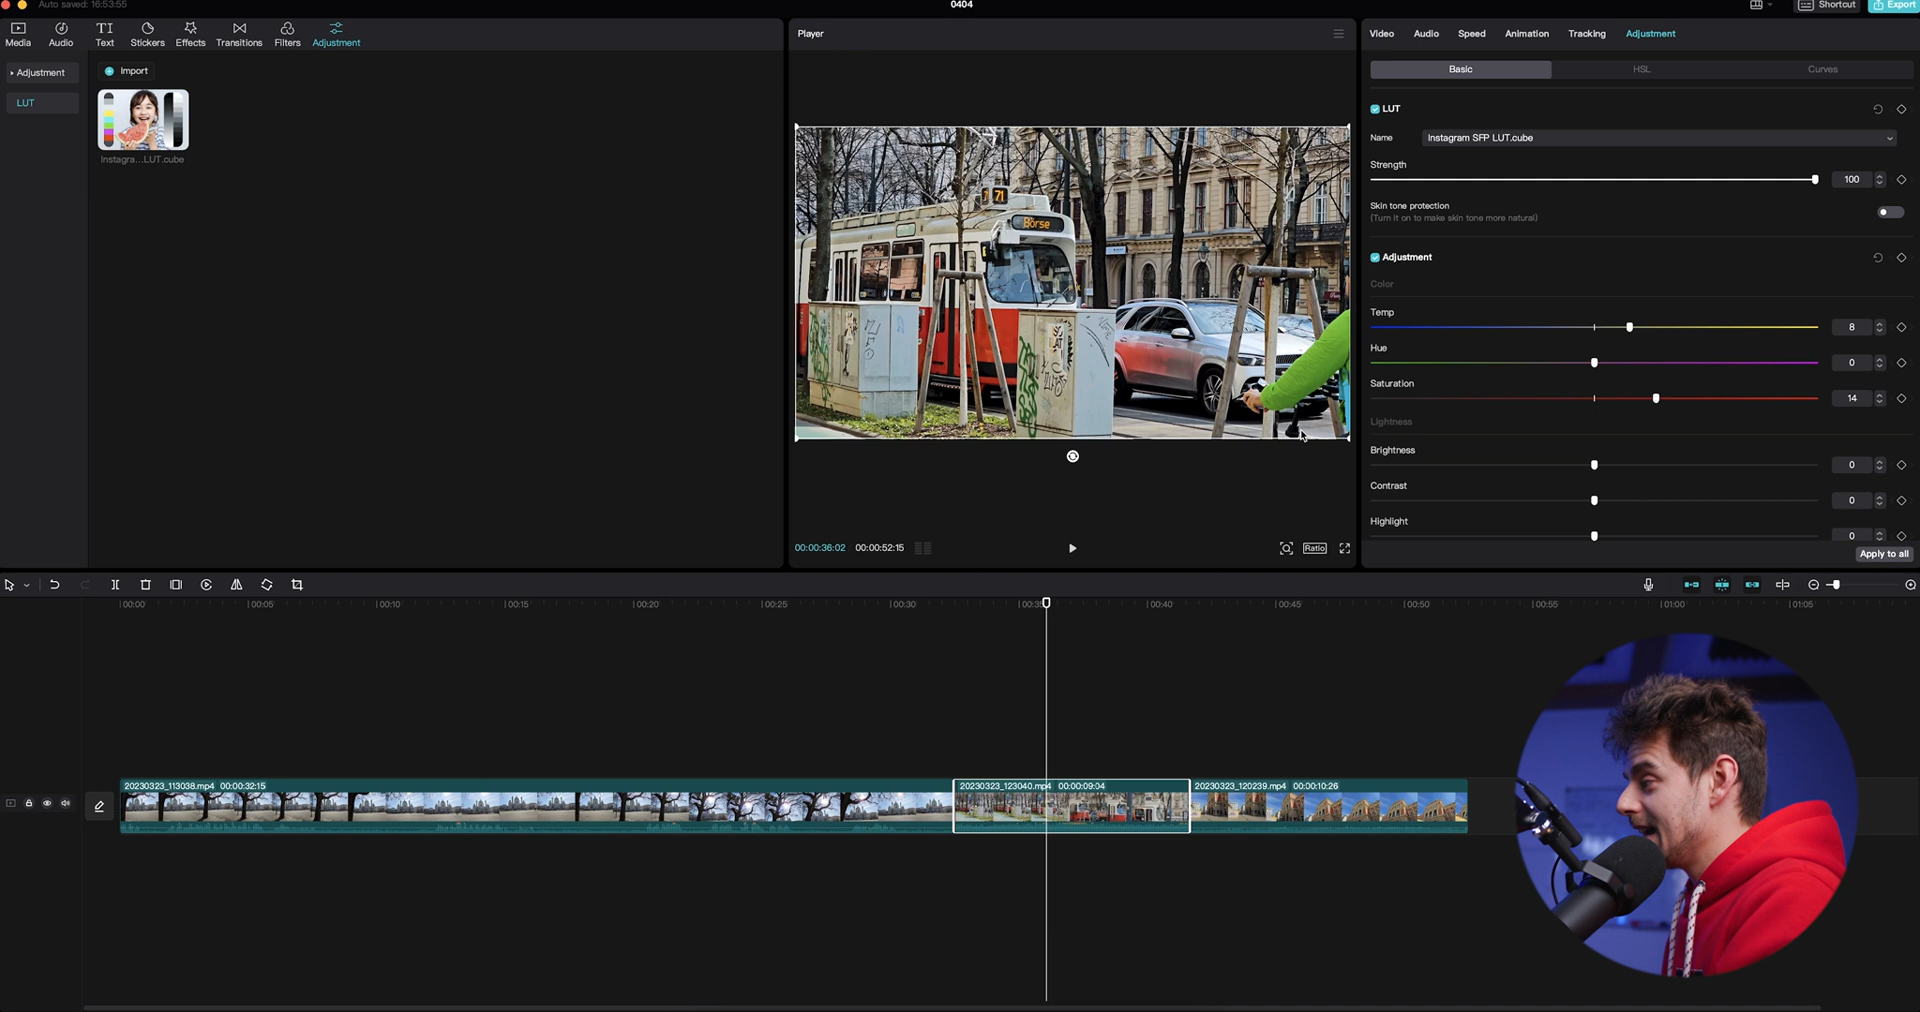 Auto saved: 16:53:55
0404
Shortcut
Export
Media
Audio
Text
Stickers
Effects
Transitions
Filters
Adjustment
Adjustment
LUT
Import
Instagra...LUT.cube
Player
71
Börse
00:00:36:02
00:00:52:15
Ratio
Video
Audio
Speed
Animation
Tracking
Adjustment
Basic
HSL
Curves
LUT
Name
Instagram SFP LUT.cube
Strength
100
Skin tone protection
(Turn it on to make skin tone more natural)
Adjustment
Color
Temp
8
Hue
0
Saturation
14
Lightness
Brightness
0
Contrast
0
Highlight
0
Apply to all
00:00
00:05
00:10
00:15
00:20
00:25
00:30
00:35
00:40
00:45
00:50
00:55
01:00
01:05
20230323_113038.mp4 00:00:32:15
20230323_123040.mp4 00:00:09:04
20230323_120239.mp4 00:00:10:26